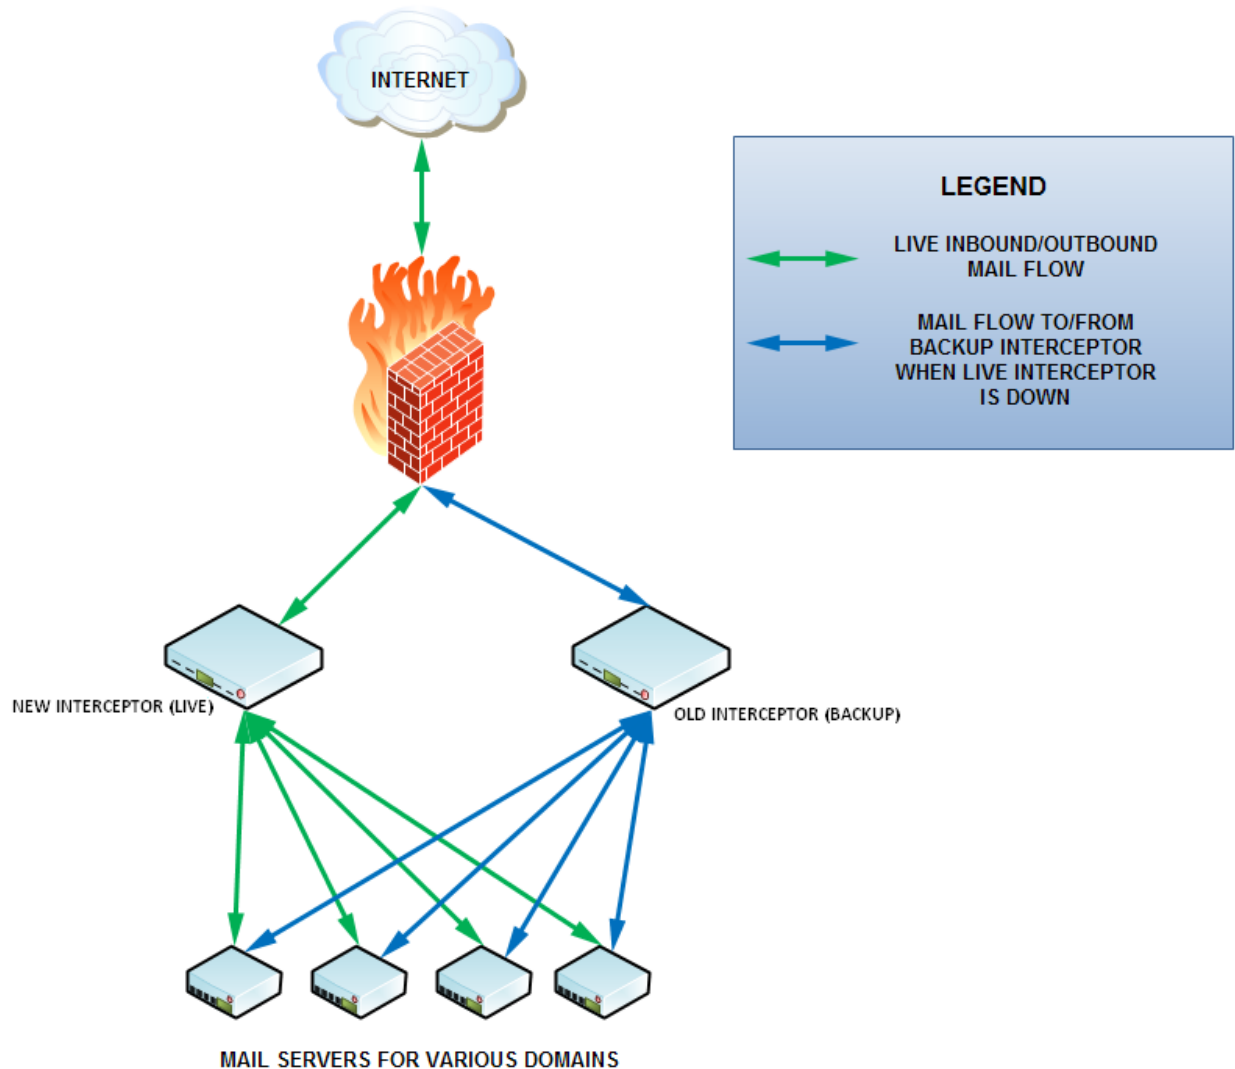 INTERNET
LEGEND
LIVE INBOUND/OUTBOUND
MAIL FLOW
MAIL FLOW TO/FROM
BACKUP INTERCEPTOR
WHEN LIVE INTERCEPTOR
IS DOWN
NEW INTERCEPTOR (LIVE)
OLD INTERCEPTOR (BACKUP)
MAIL SERVERS FOR VARIOUS DOMAINS